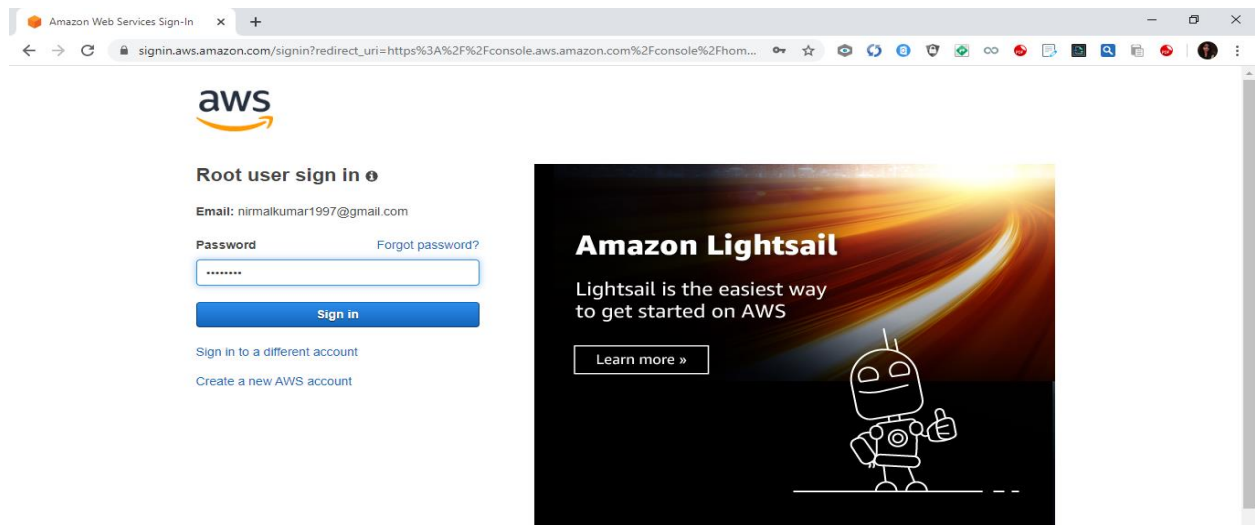 Amazon Web Services Sign-In
signin.aws.amazon.com/signin?redirect_uri=https%3A%2F%2Fconsole.aws.amazon.com%2Fconsole%2Fhom...
aws
Root user sign in
Email: nirmalkumar1997@gmail.com
Password Forgot password?
Sign in
Sign in to a different account
Create a new AWS account
Amazon Lightsail
Lightsail is the easiest way
to get started on AWS
Learn more »